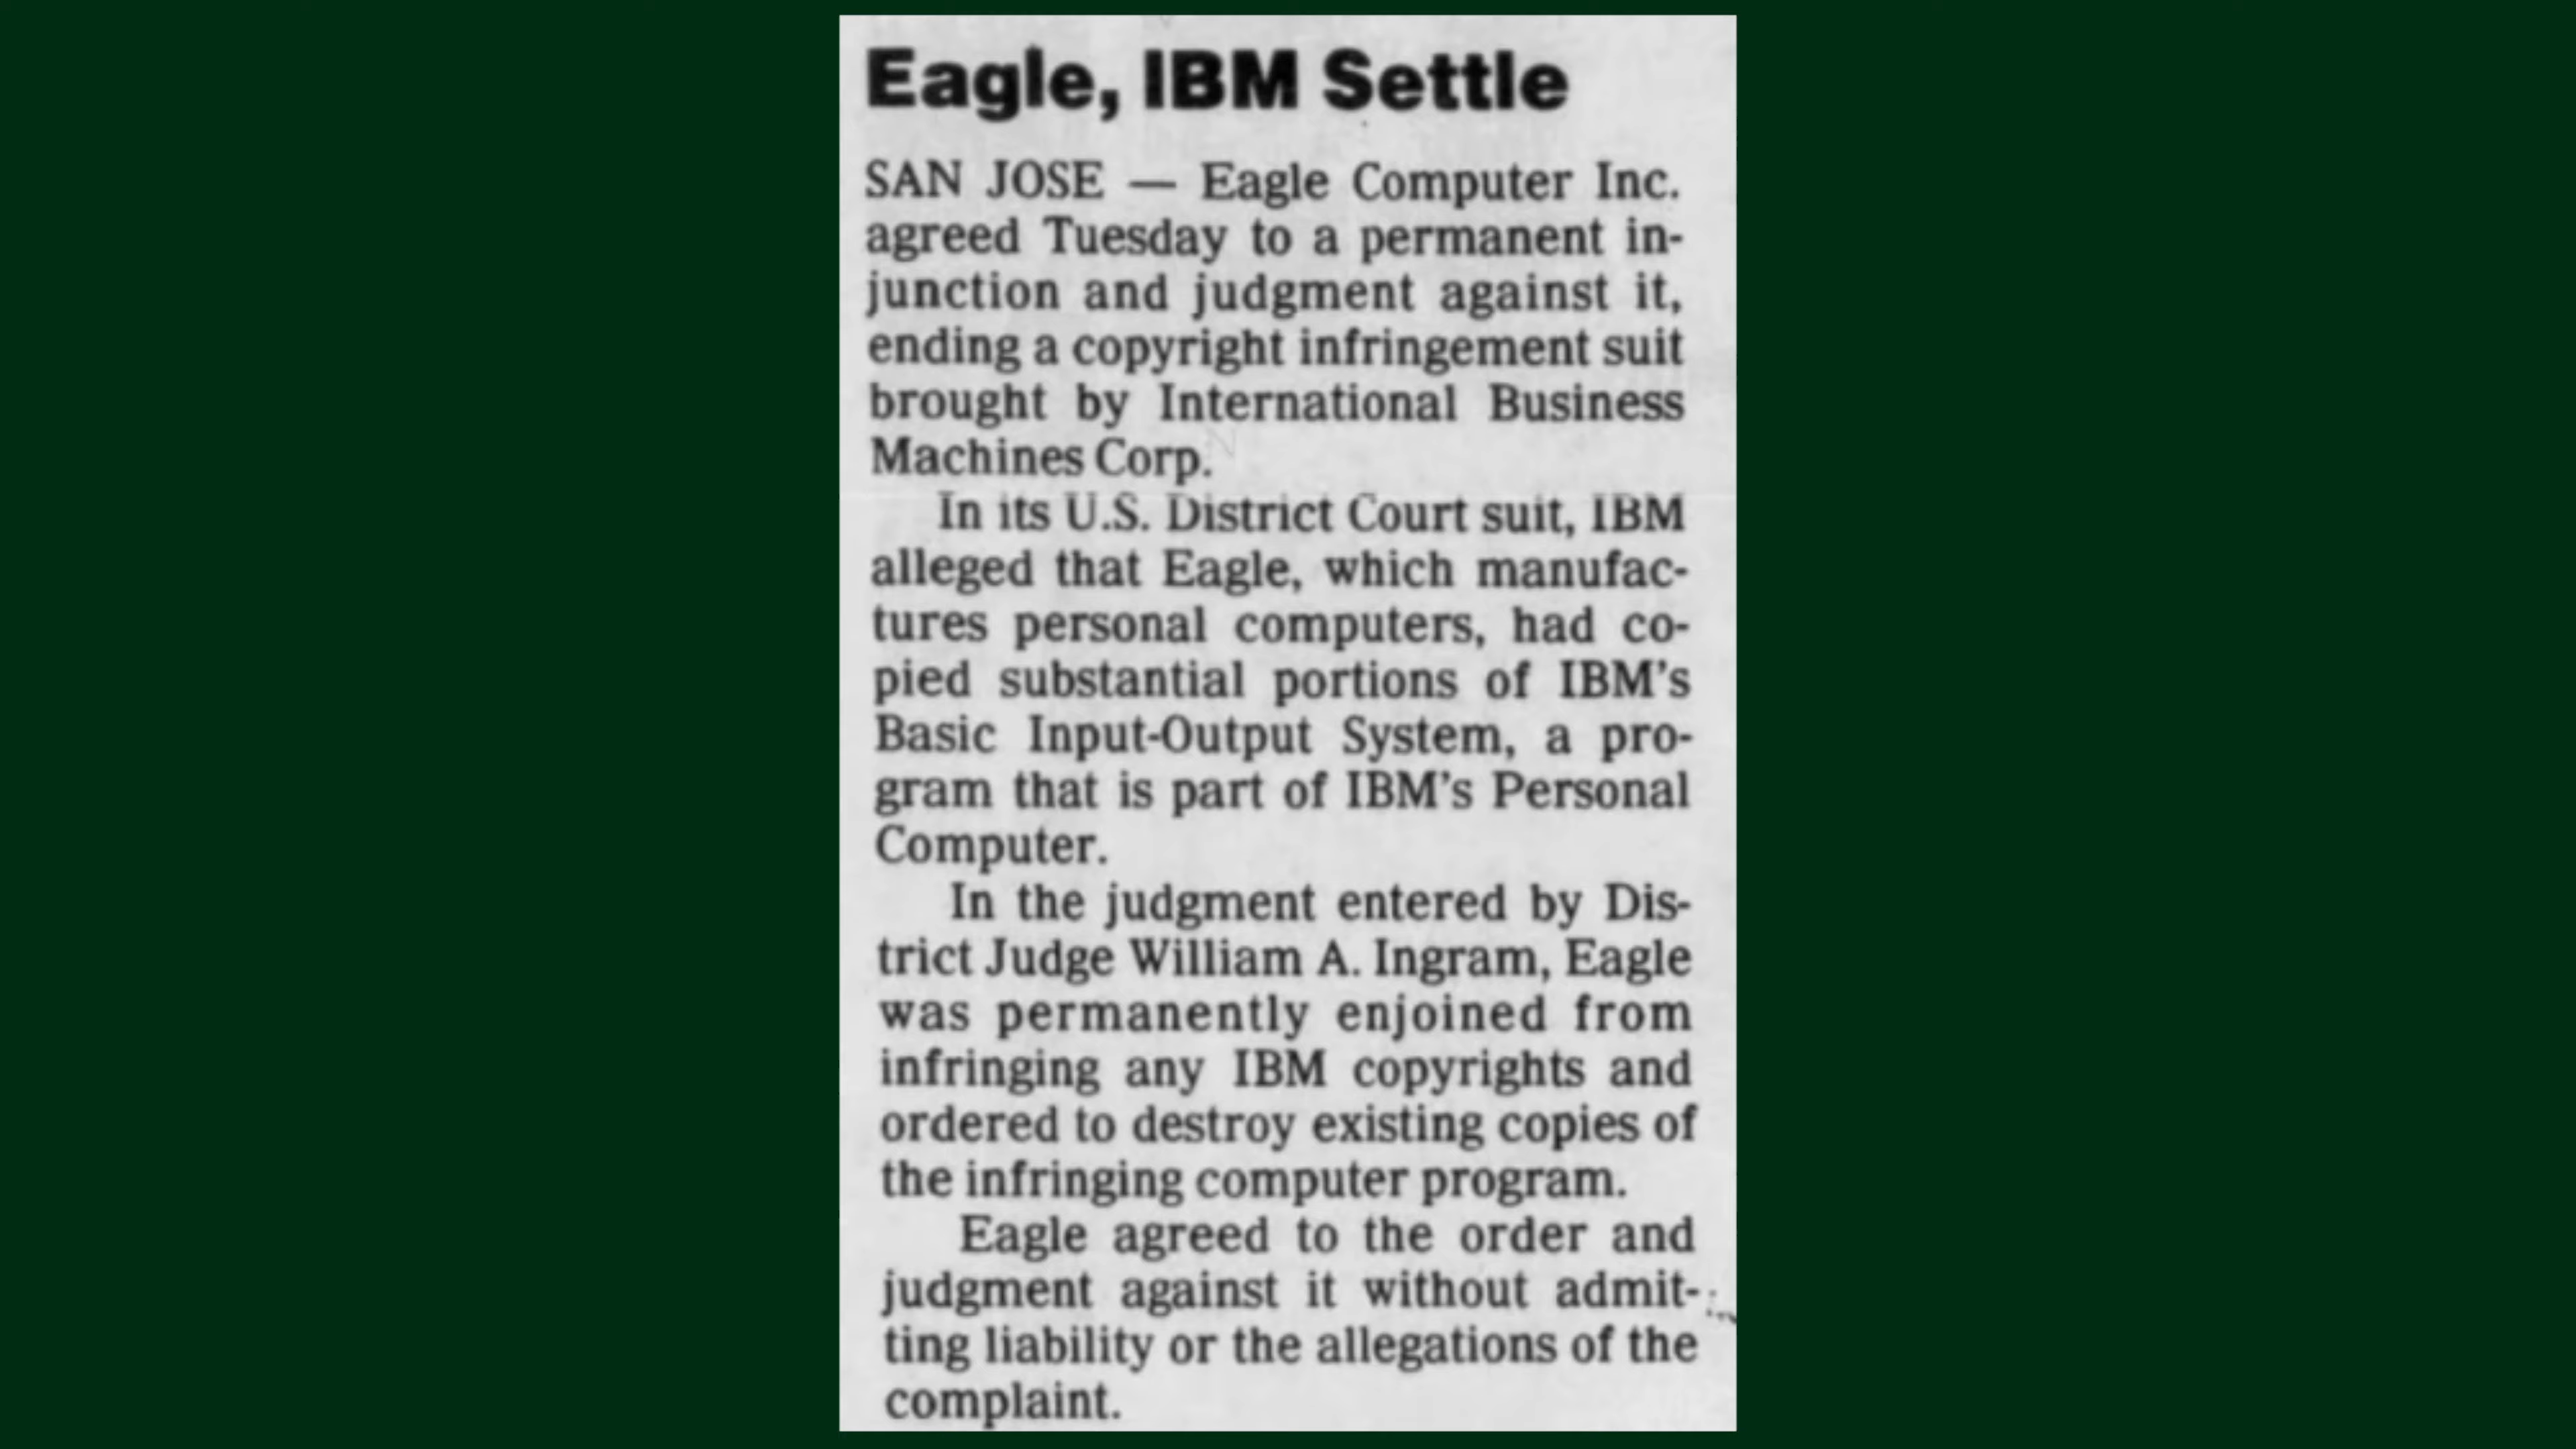 Eagle, IBM Settle
SAN JOSE — Eagle Computer Inc.
agreed Tuesday to a permanent in-
junction and judgment against it,
ending a copyright infringement suit
brought by International Business
Machines Corp.
In its U.S. District Court suit, IBM
alleged that Eagle, which manufac-
tures personal computers, had co-
pied substantial portions of IBM's
Basic Input-Output System, a pro-
gram that is part of IBM's Personal
Computer.
In the judgment entered by Dis-
trict Judge William A. Ingram, Eagle
was permanently enjoined from
infringing any IBM copyrights and
ordered to destroy existing copies of
the infringing computer program.
Eagle agreed to the order and
judgment against it without admit-
ting liability or the allegations of the
complaint.